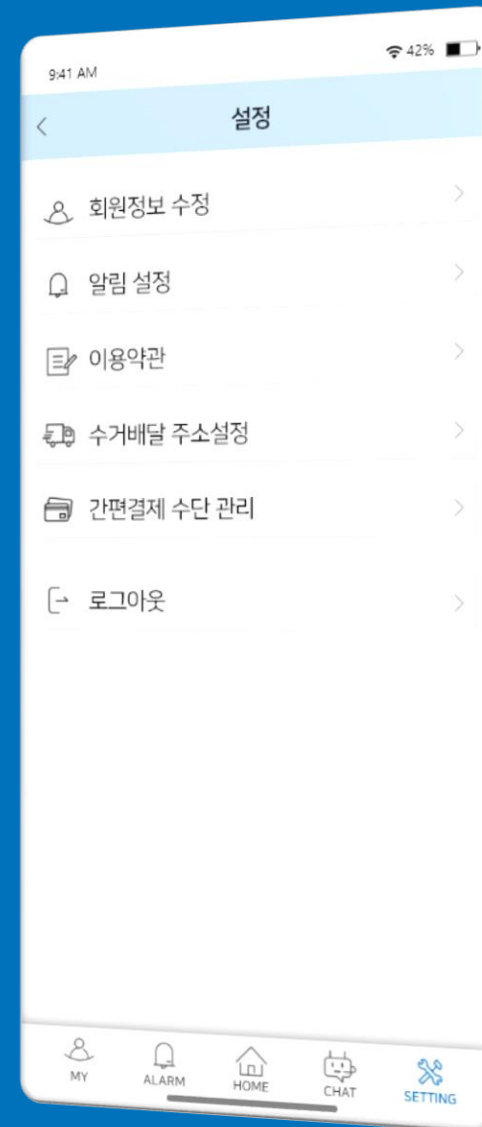 9:41 AM
42%
설정
회원정보 수정
알림 설정
이용약관
수거배달 주소설정
간편결제 수단 관리
로그아웃
MY
ALARM
HOME
CHAT
SETTING